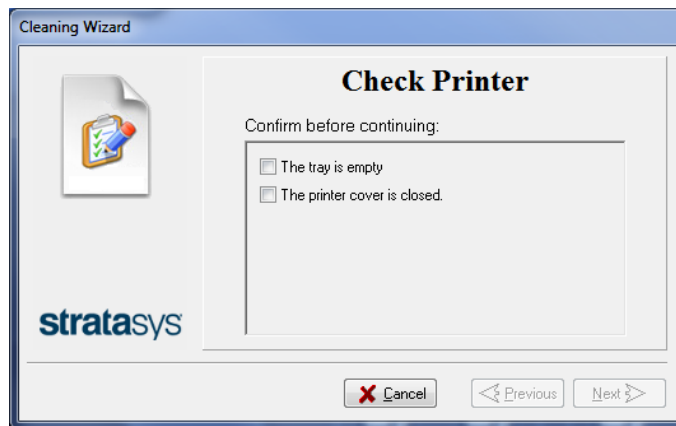 Cleaning Wizard
Check Printer
Confirm before continuing:
The tray is empty
The printer cover is closed.
stratasys
Cancel
Previous
Next